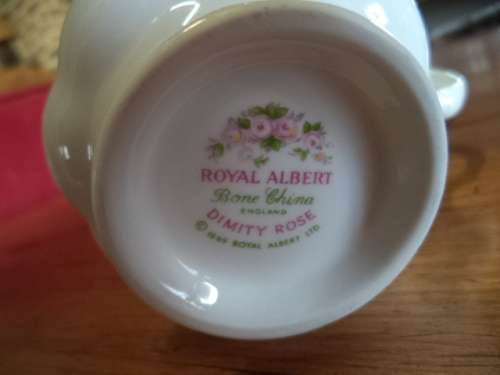 ROYAL ALBERT
Bone China
ENGLAND
DIMITY ROSE
© ROYAL ALBERT LTD